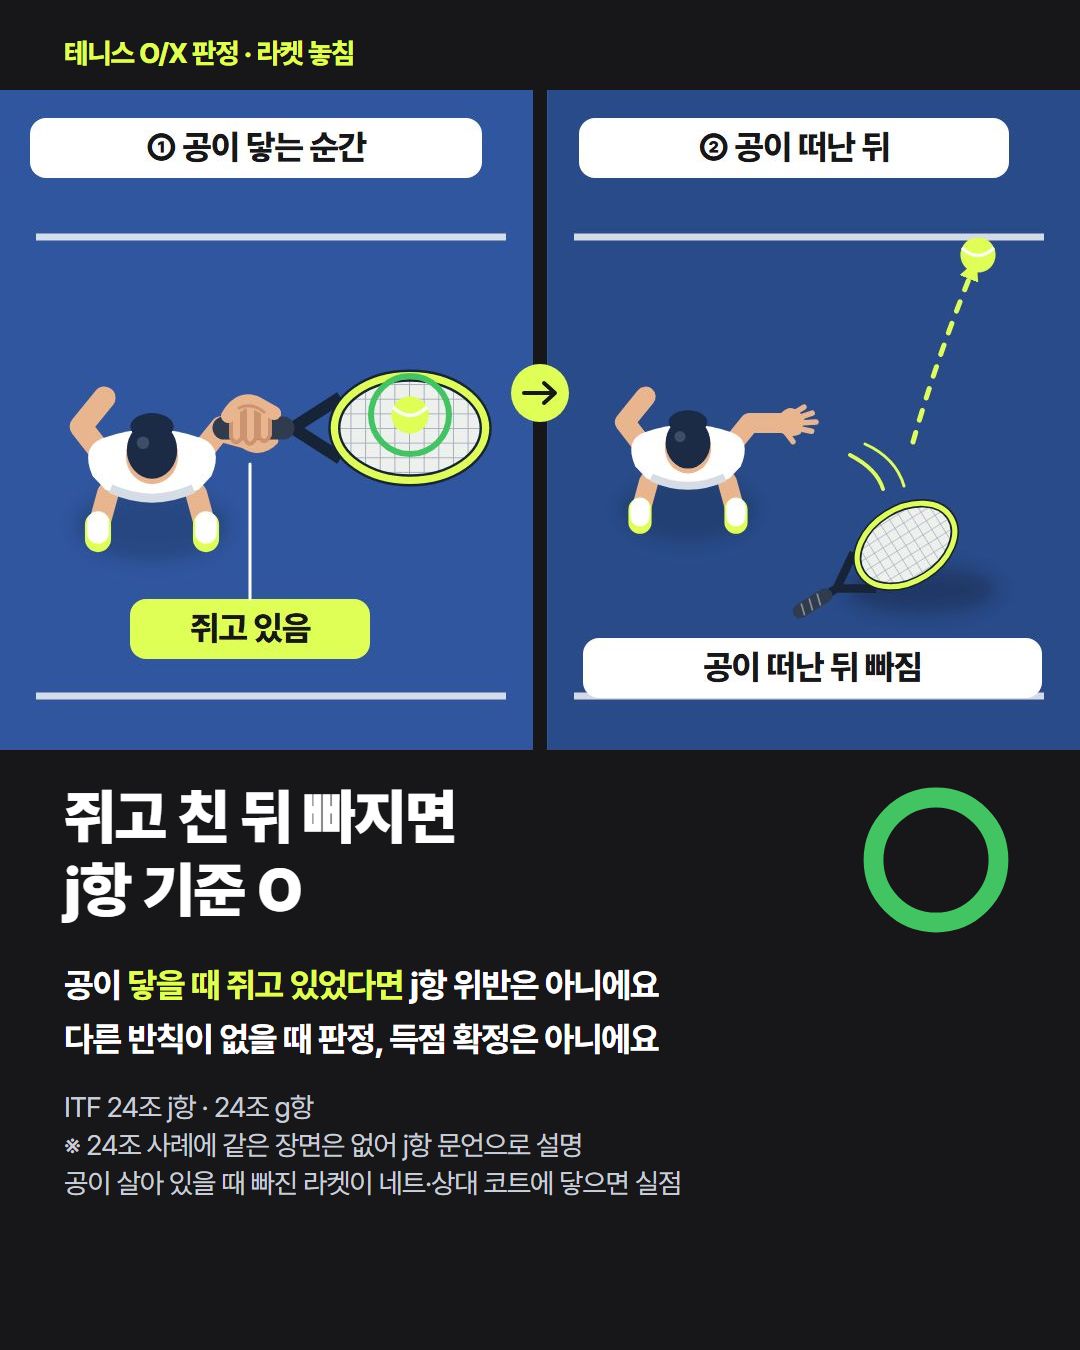 테니스 O/X 판정 · 라켓 놓침
① 공이 닿는 순간
② 공이 떠난 뒤
쥐고 있음
공이 떠난 뒤 빠짐
쥐고 친 뒤 빠지면
j항 기준 O
공이 닿을 때 쥐고 있었다면 j항 위반은 아니에요
다른 반칙이 없을 때 판정, 득점 확정은 아니에요
ITF 24조 j항 · 24조 g항
※ 24조 사례에 같은 장면은 없어 j항 문언으로 설명
공이 살아 있을 때 빠진 라켓이 네트·상대 코트에 닿으면 실점